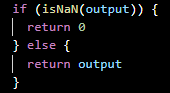 if (isNaN(output)) {
  return 0
} else {
  return output
}